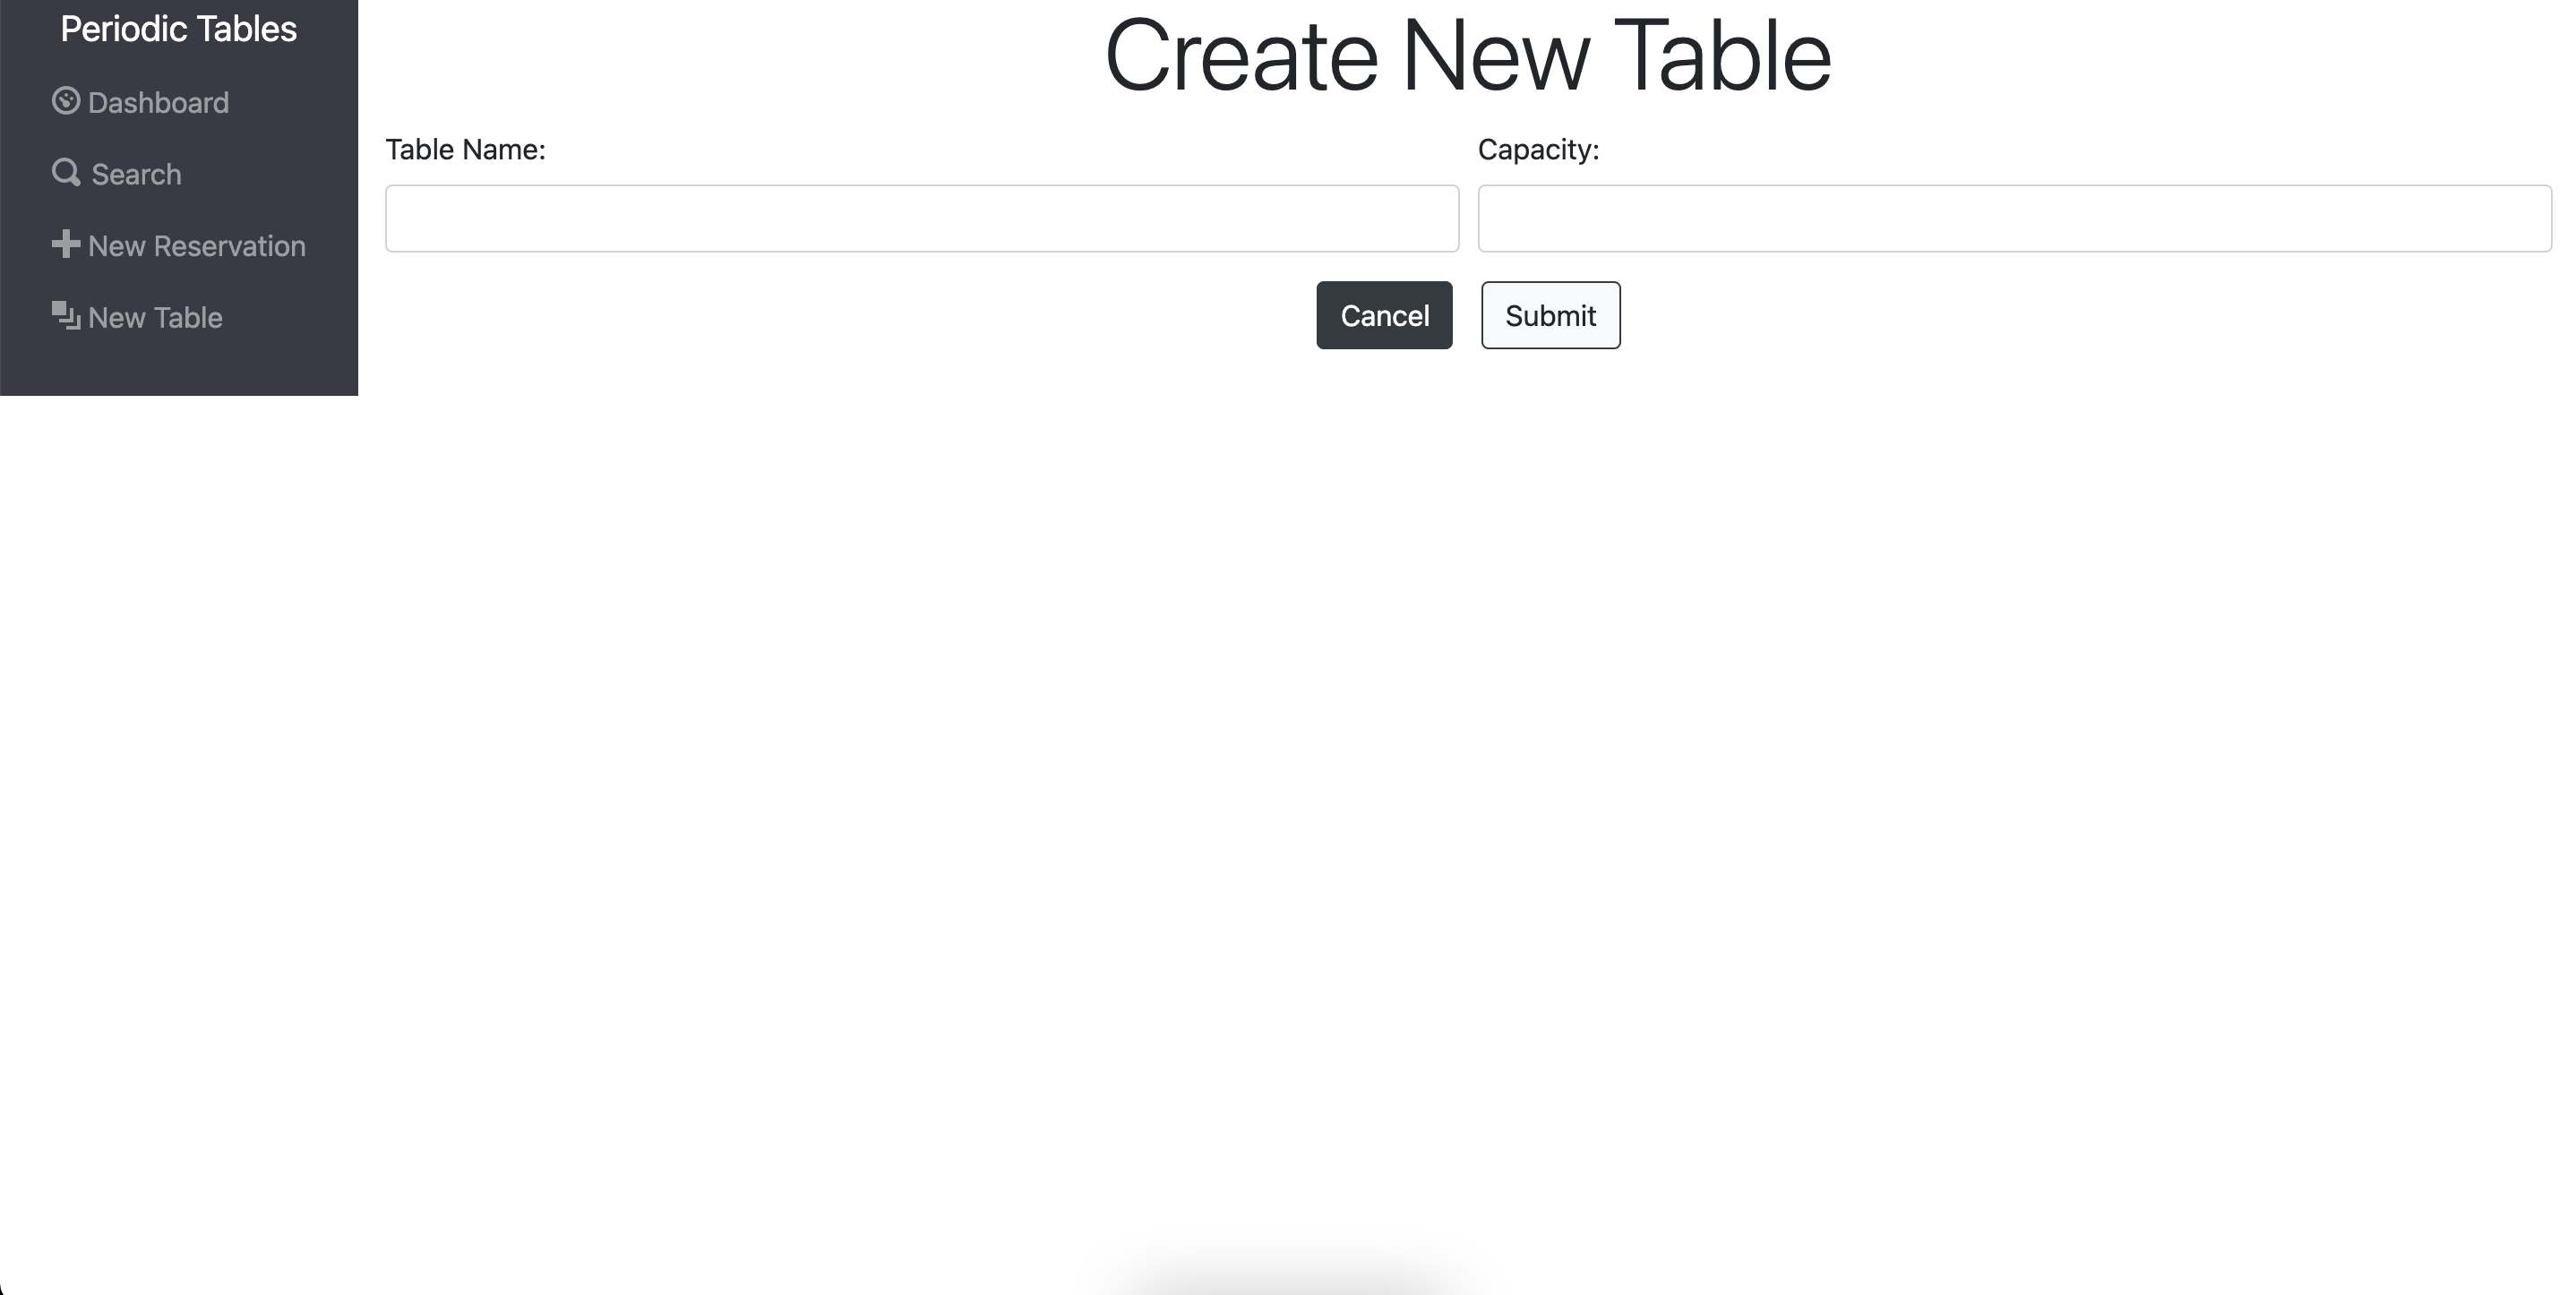 Periodic Tables
Dashboard
Search
New Reservation
New Table
Create New Table
Table Name:
Capacity:
Cancel
Submit